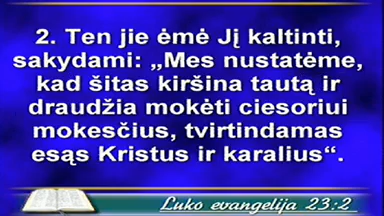 2. Ten jie ėmė Jį kaltinti,
sakydami: „Mes nustatėme,
kad šitas kiršina tautą ir
draudžia mokėti ciesoriui
mokesčius, tvirtindamas
esąs Kristus ir karalius“.
Luko evangelija 23:2